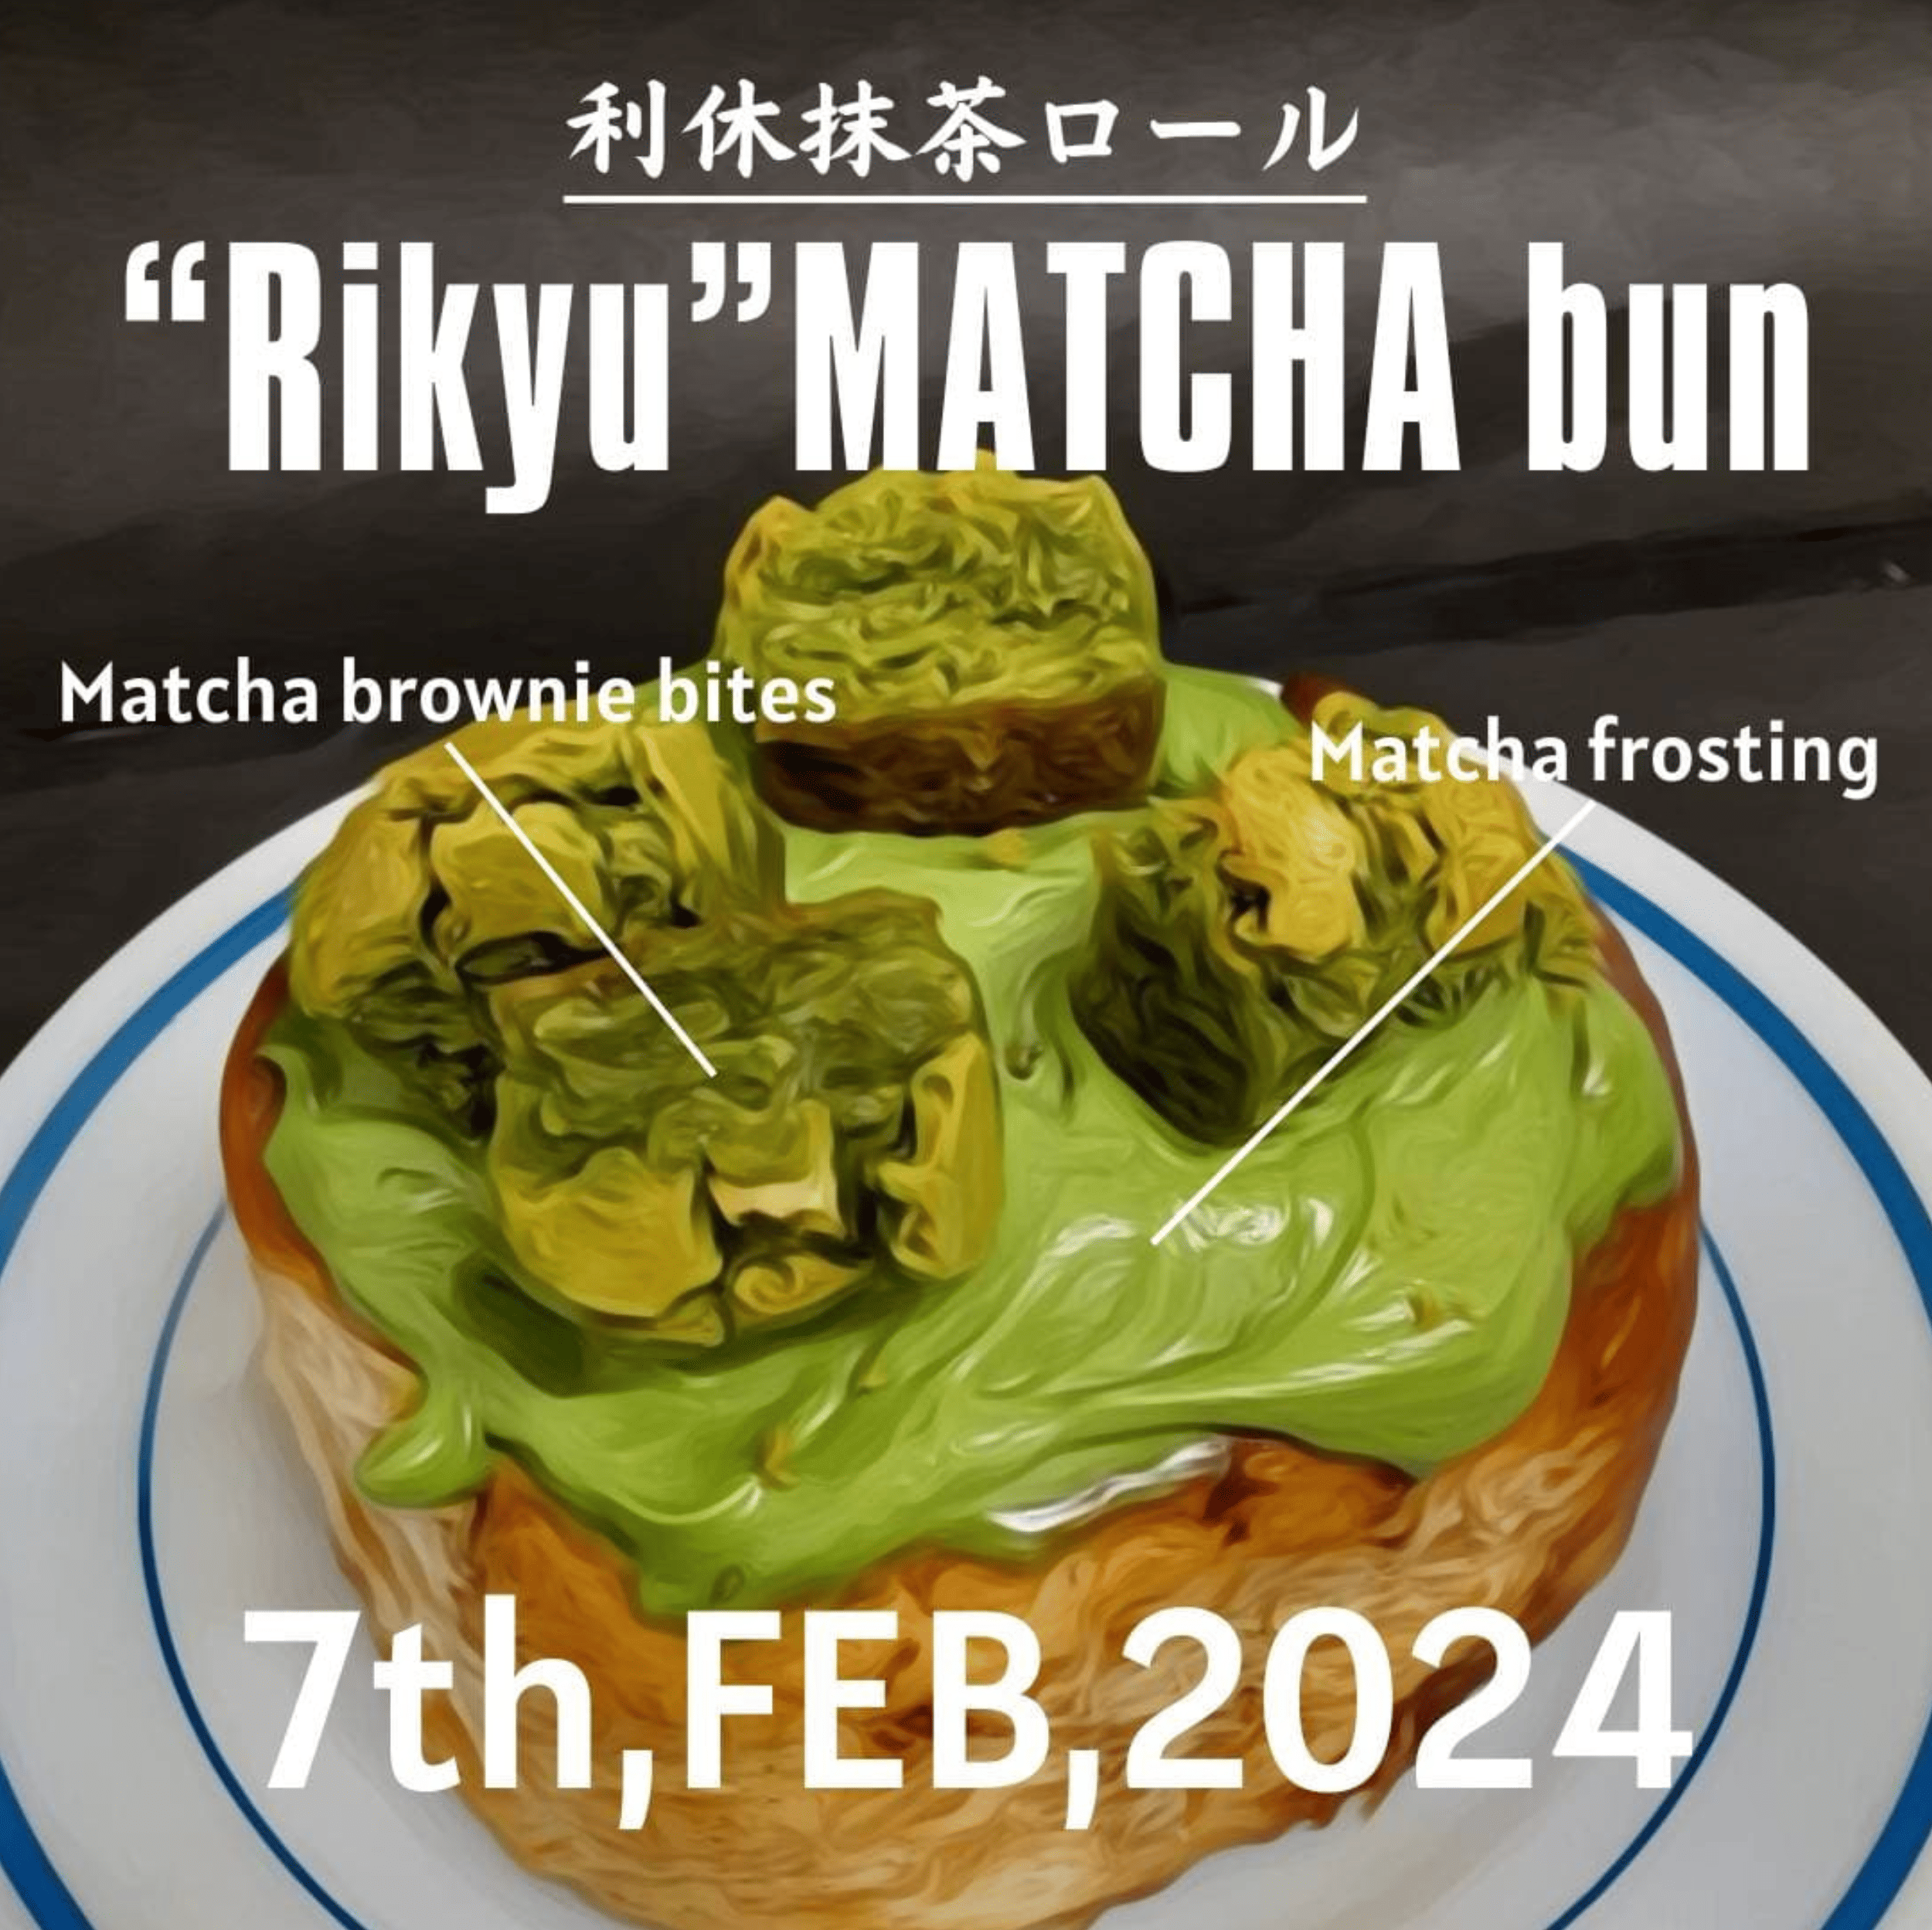 利休抹茶ロール
“Rikyu”MATCHA bun
Matcha brownie bites
Matcha frosting
7th,FEB,2024